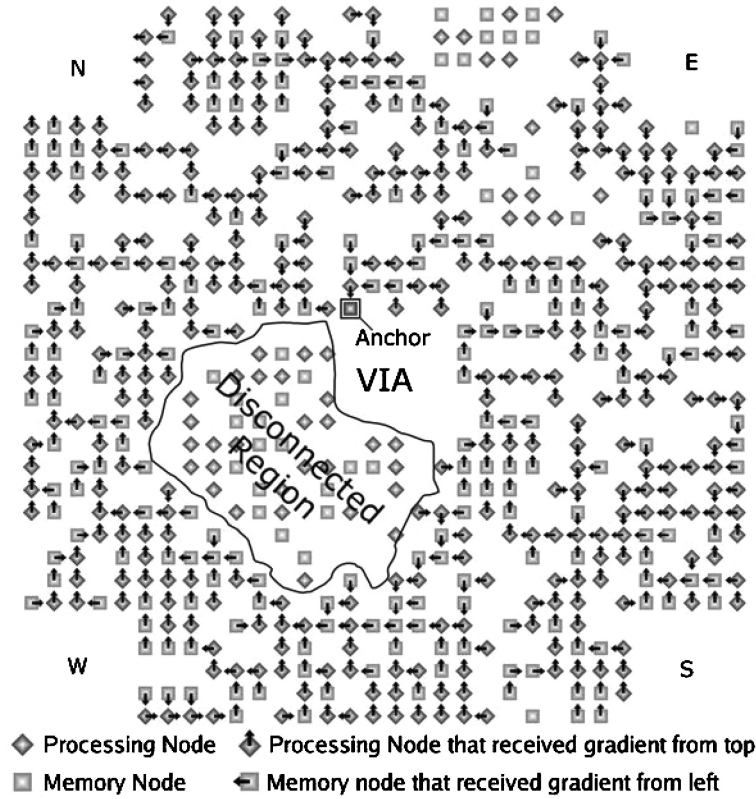 N
E
Anchor
VIA
Disconnected
Region
W
S
Processing Node
Processing Node that received gradient from top
Memory Node
Memory node that received gradient from left